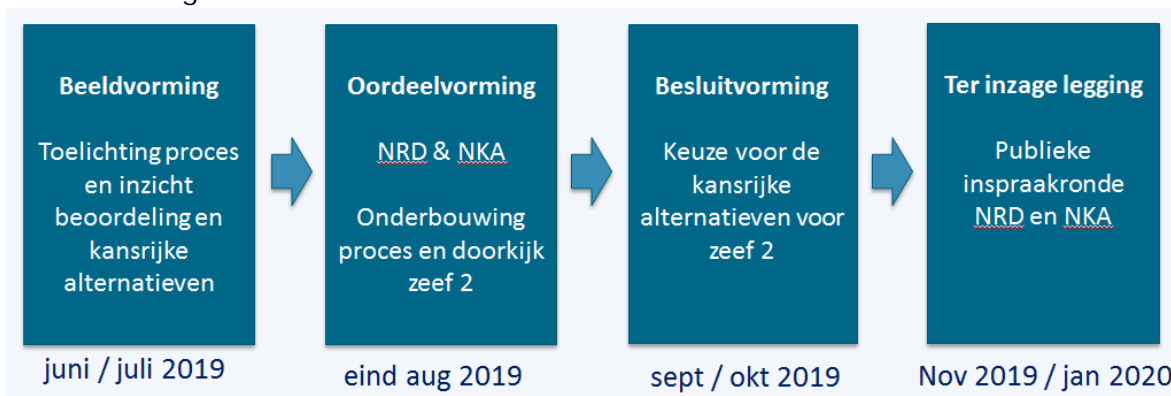 Beeldvorming
Toelichting proces
en inzicht
beoordeling en
kansrijke
alternatieven
juni / juli 2019
Oordeelvorming
NRD & NKA
Onderbouwing
proces en doorkijk
zeef 2
eind aug 2019
Besluitvorming
Keuze voor de
kansrijke
alternatieven voor
zeef 2
sept / okt 2019
Ter inzage legging
Publieke
inspraakronde
NRD en NKA
Nov 2019 / jan 2020